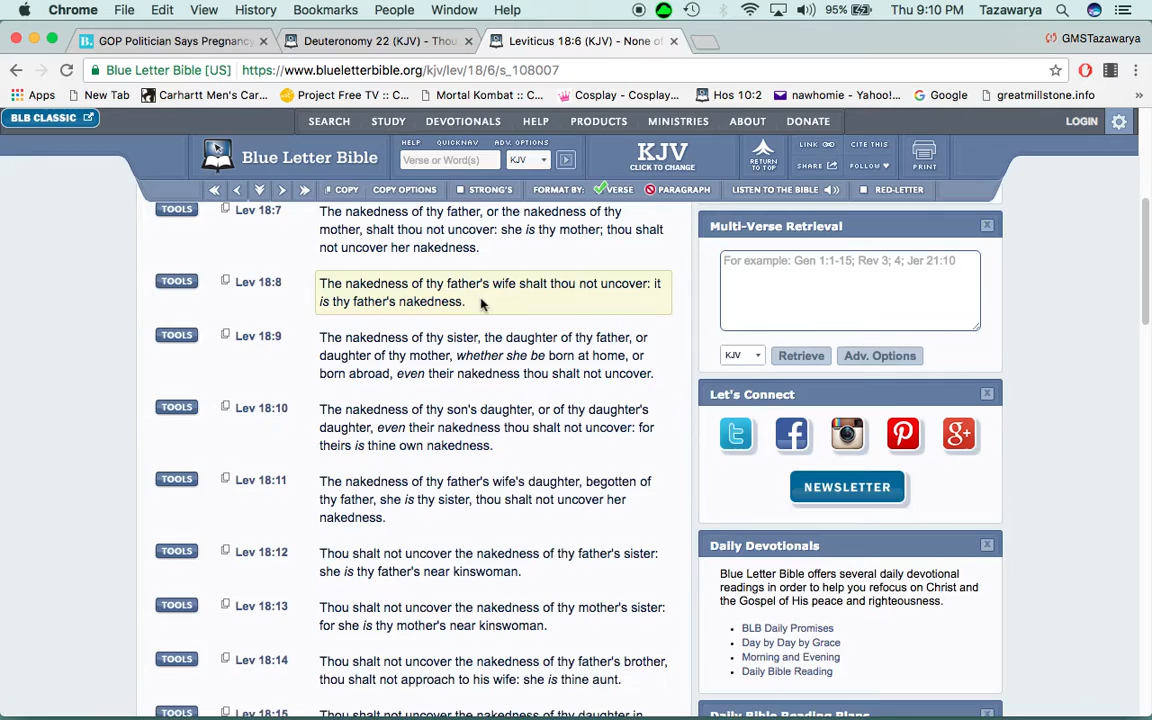 Chrome File Edit View History Bookmarks People Window Help 95% Thu 9:10 PM Tazawarya
GOP Politician Says Pregnancy Deuteronomy 22 (KJV) - Thou Leviticus 18:6 (KJV) - None of GMSTazawarya
Blue Letter Bible [US] https://www.blueletterbible.org/kjv/lev/18/6/s_108007
Apps New Tab Carhartt Men's Car... Project Free TV :: C... Mortal Kombat :: C... Cosplay - Cosplay... Hos 10:2 nawhomie - Yahoo!... Google greatmillstone.info »
BLB CLASSIC SEARCH STUDY DEVOTIONALS HELP PRODUCTS MINISTRIES ABOUT DONATE LOGIN
Blue Letter Bible
HELP QUICKNAV ADV. OPTIONS
Verse or Word(s) KJV
KJV
CLICK TO CHANGE
RETURN
TO TOP
LINK CITE THIS
SHARE FOLLOW
PRINT
COPY COPY OPTIONS STRONG'S FORMAT BY: VERSE PARAGRAPH LISTEN TO THE BIBLE RED-LETTER
TOOLS Lev 18:7 The nakedness of thy father, or the nakedness of thy
mother, shalt thou not uncover: she is thy mother; thou shalt
not uncover her nakedness.
TOOLS Lev 18:8 The nakedness of thy father's wife shalt thou not uncover: it
is thy father's nakedness.
TOOLS Lev 18:9 The nakedness of thy sister, the daughter of thy father, or
daughter of thy mother, whether she be born at home, or
born abroad, even their nakedness thou shalt not uncover.
TOOLS Lev 18:10 The nakedness of thy son's daughter, or of thy daughter's
daughter, even their nakedness thou shalt not uncover: for
theirs is thine own nakedness.
TOOLS Lev 18:11 The nakedness of thy father's wife's daughter, begotten of
thy father, she is thy sister, thou shalt not uncover her
nakedness.
TOOLS Lev 18:12 Thou shalt not uncover the nakedness of thy father's sister:
she is thy father's near kinswoman.
TOOLS Lev 18:13 Thou shalt not uncover the nakedness of thy mother's sister:
for she is thy mother's near kinswoman.
TOOLS Lev 18:14 Thou shalt not uncover the nakedness of thy father's brother,
thou shalt not approach to his wife: she is thine aunt.
TOOLS Lev 18:15 Thou shalt not uncover the nakedness of thy daughter in
Multi-Verse Retrieval
For example: Gen 1:1-15; Rev 3; 4; Jer 21:10
KJV Retrieve Adv. Options
Let's Connect
NEWSLETTER
Daily Devotionals
Blue Letter Bible offers several daily devotional
readings in order to help you refocus on Christ and
the Gospel of His peace and righteousness.
BLB Daily Promises
Day by Day by Grace
Morning and Evening
Daily Bible Reading
Daily Bible Reading Plans